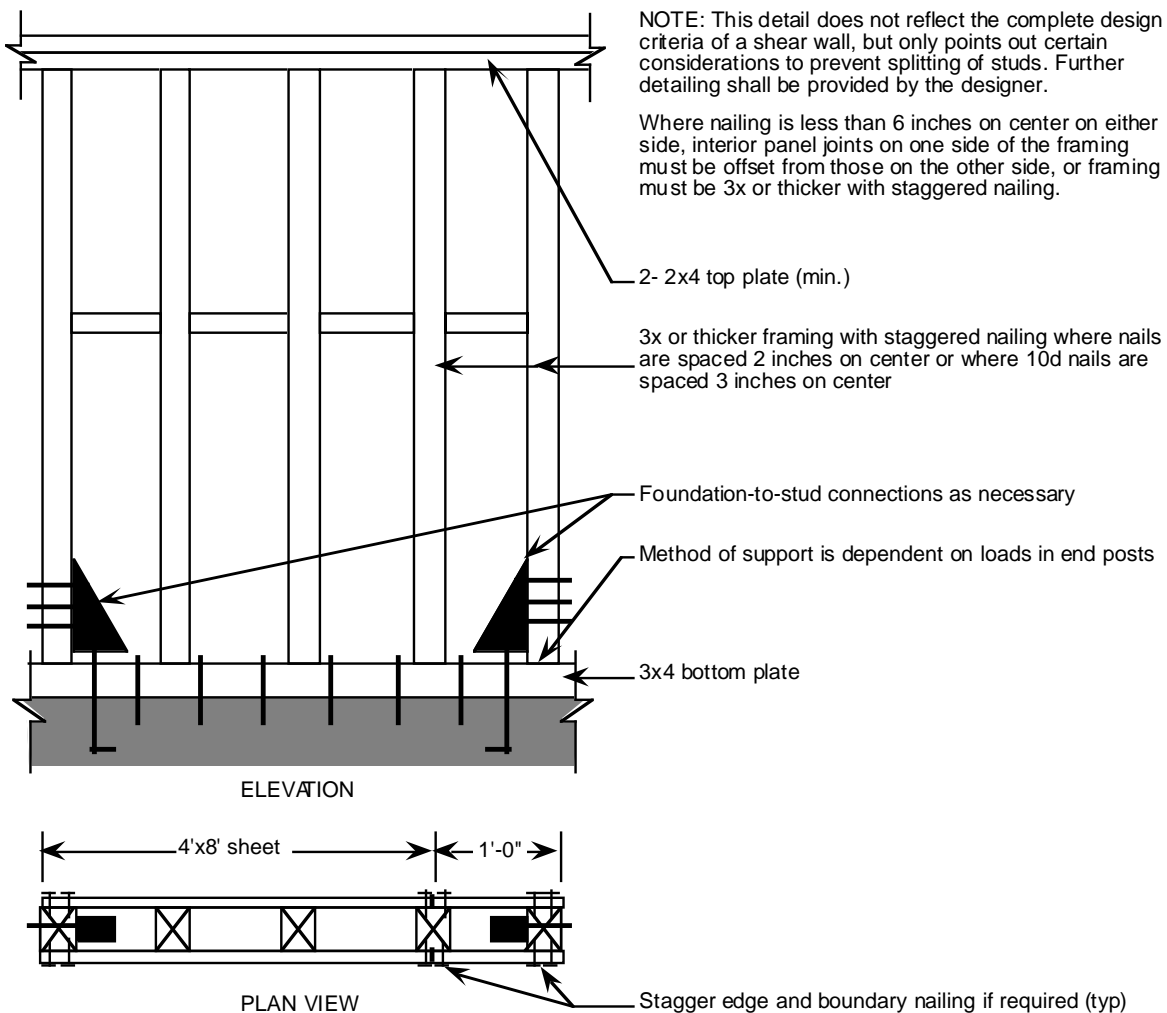 NOTE: This detail does not reflect the complete design
criteria of a shear wall, but only points out certain
considerations to prevent splitting of studs. Further
detailing shall be provided by the designer.
Where nailing is less than 6 inches on center on either
side, interior panel joints on one side of the framing
must be offset from those on the other side, or framing
must be 3x or thicker with staggered nailing.
2- 2x4 top plate (min.)
3x or thicker framing with staggered nailing where nails
are spaced 2 inches on center or where 10d nails are
spaced 3 inches on center
Foundation-to-stud connections as necessary
Method of support is dependent on loads in end posts
3x4 bottom plate
ELEVATION
4'x8' sheet
1'-0"
PLAN VIEW
Stagger edge and boundary nailing if required (typ)